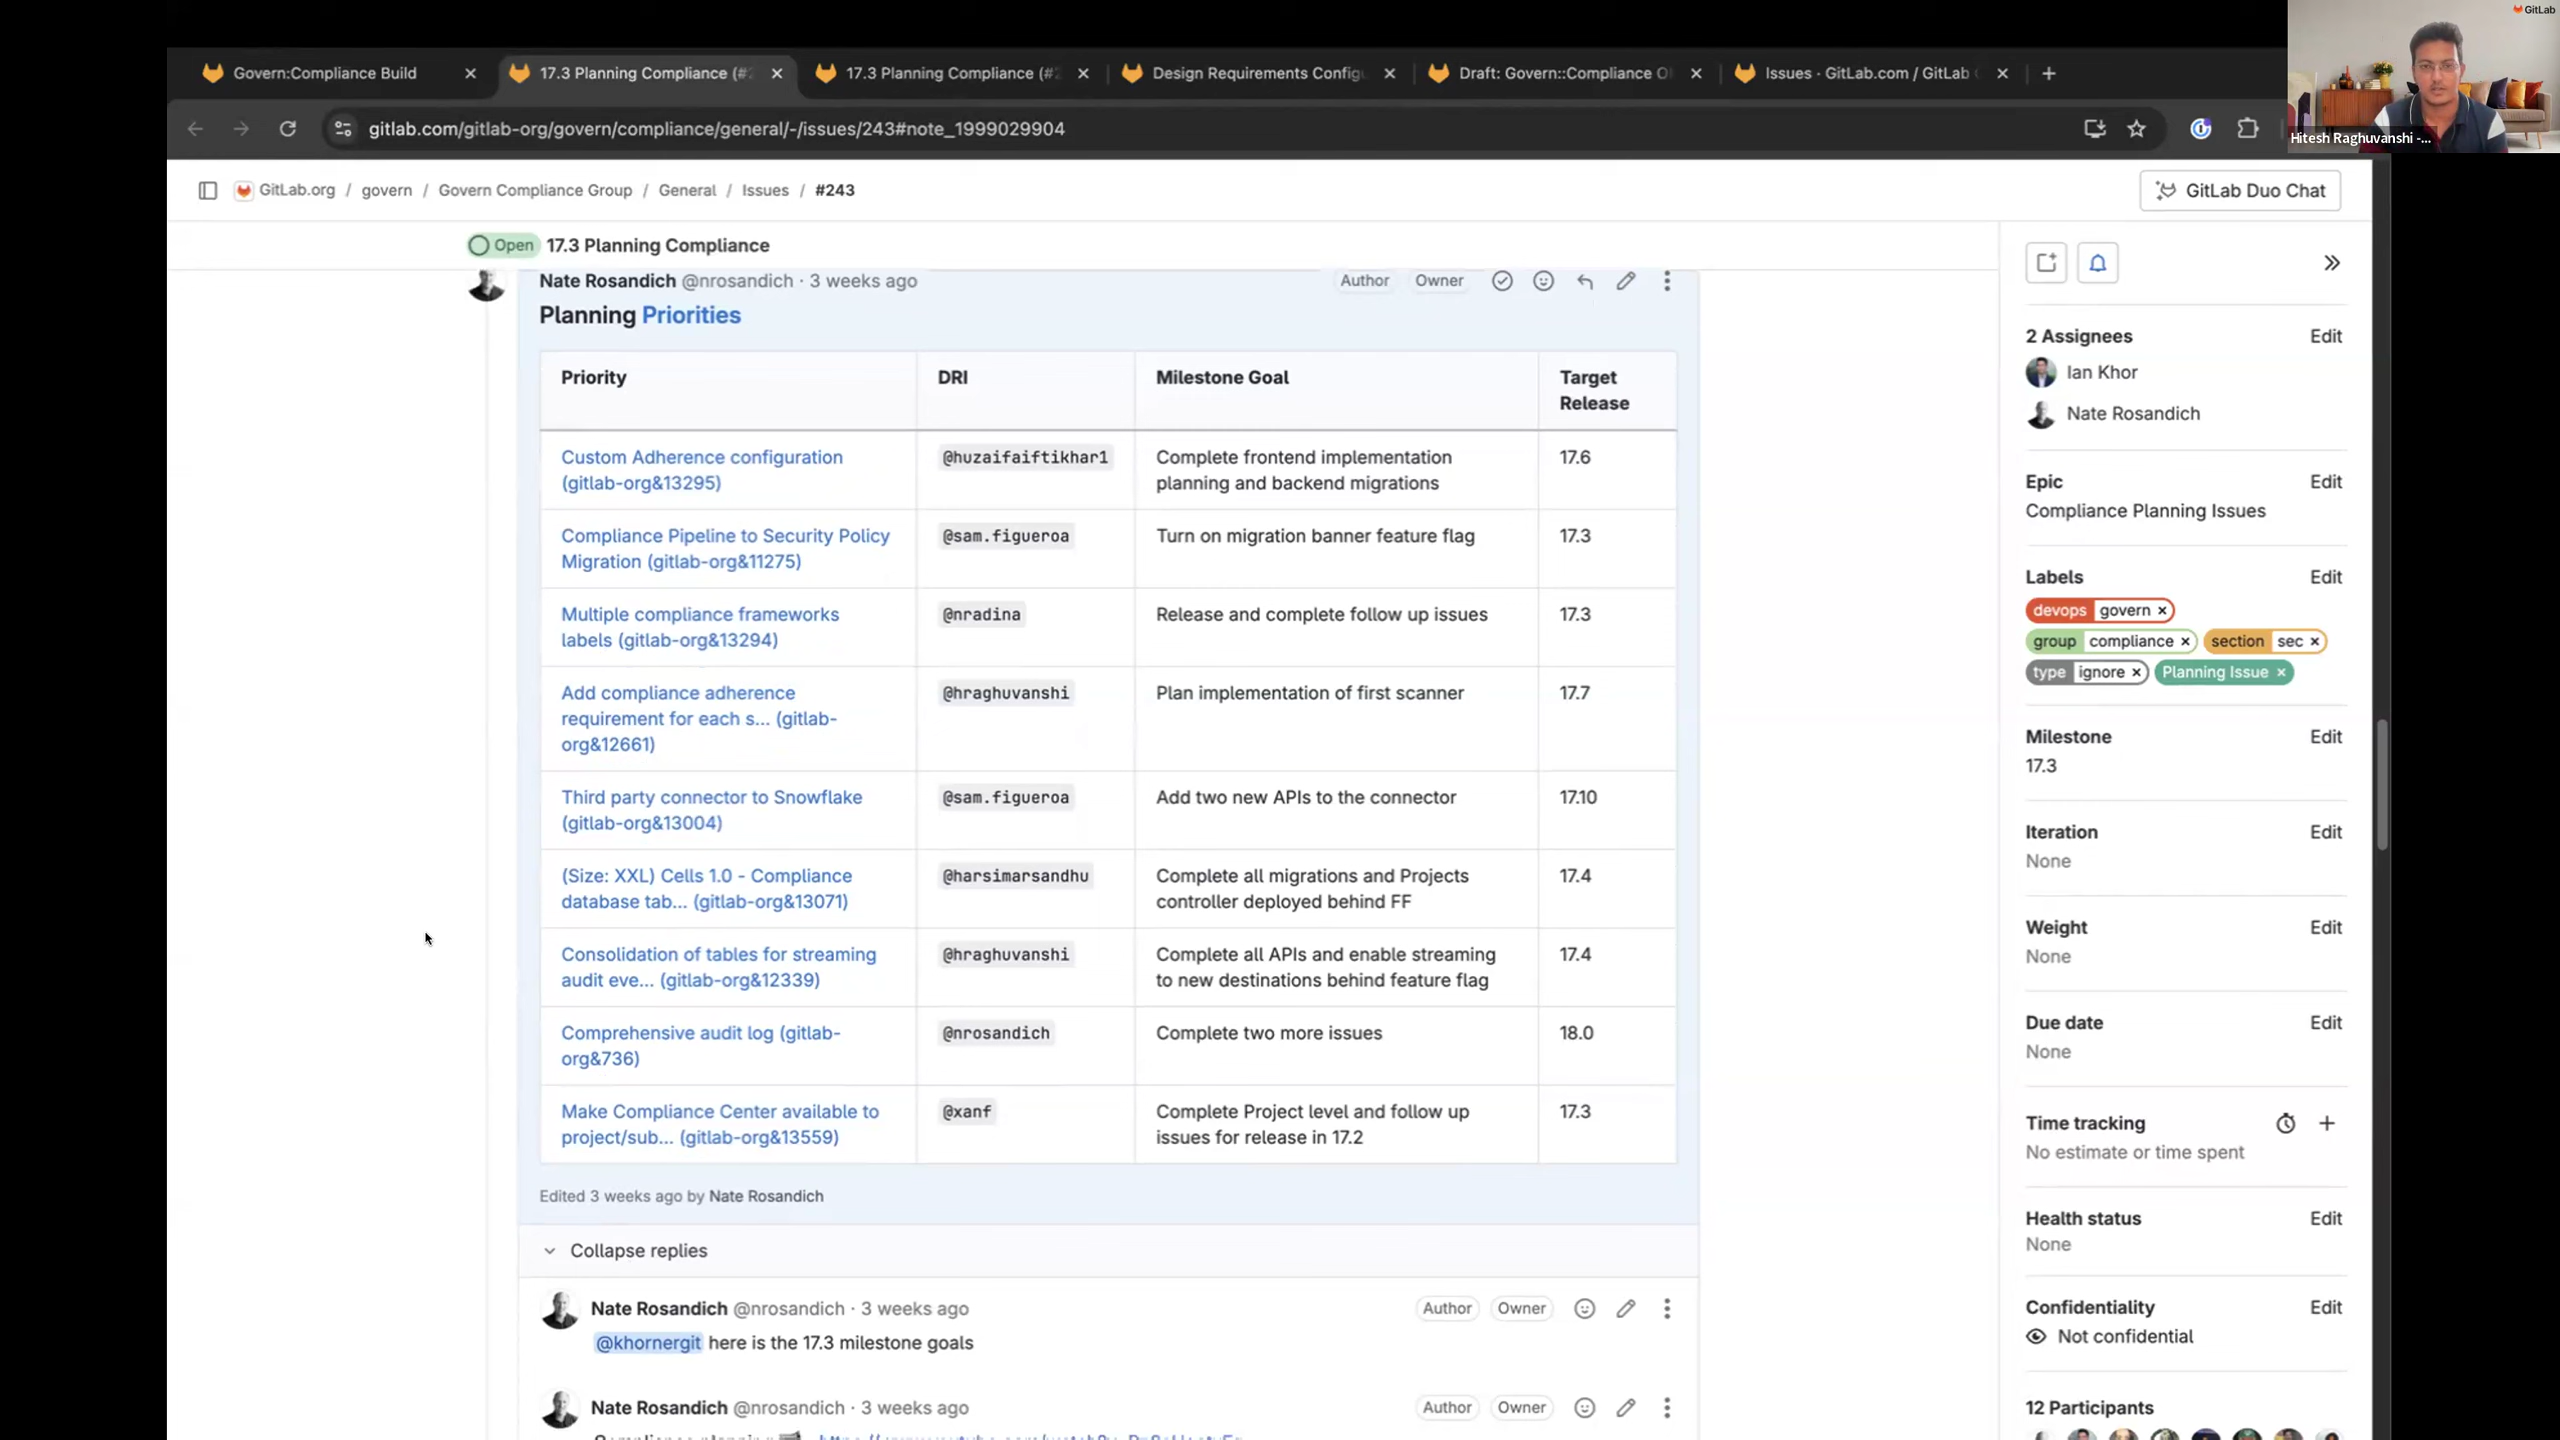 GitLab
Govern:Compliance Build
17.3 Planning Compliance (#2
17.3 Planning Compliance (#2
Design Requirements Config
Draft: Govern::Compliance O
Issues · GitLab.com / GitLab
gitlab.com/gitlab-org/govern/compliance/general/-/issues/243#note_1999029904
Hitesh Raghuvanshi -...
GitLab.org / govern / Govern Compliance Group / General / Issues / #243
GitLab Duo Chat
Open 17.3 Planning Compliance
Nate Rosandich @nrosandich · 3 weeks ago
Author Owner
Planning Priorities
Priority DRI Milestone Goal Target
Release
Custom Adherence configuration
(gitlab-org&13295)
@huzaifaiftikhar1
Complete frontend implementation
planning and backend migrations
17.6
Compliance Pipeline to Security Policy
Migration (gitlab-org&11275)
@sam.figueroa
Turn on migration banner feature flag
17.3
Multiple compliance frameworks
labels (gitlab-org&13294)
@nradina
Release and complete follow up issues
17.3
Add compliance adherence
requirement for each s... (gitlab-
org&12661)
@hraghuvanshi
Plan implementation of first scanner
17.7
Third party connector to Snowflake
(gitlab-org&13004)
@sam.figueroa
Add two new APIs to the connector
17.10
(Size: XXL) Cells 1.0 - Compliance
database tab... (gitlab-org&13071)
@harsimarsandhu
Complete all migrations and Projects
controller deployed behind FF
17.4
Consolidation of tables for streaming
audit eve... (gitlab-org&12339)
@hraghuvanshi
Complete all APIs and enable streaming
to new destinations behind feature flag
17.4
Comprehensive audit log (gitlab-
org&736)
@nrosandich
Complete two more issues
18.0
Make Compliance Center available to
project/sub... (gitlab-org&13559)
@xanf
Complete Project level and follow up
issues for release in 17.2
17.3
Edited 3 weeks ago by Nate Rosandich
Collapse replies
Nate Rosandich @nrosandich · 3 weeks ago
Author Owner
@khornergit here is the 17.3 milestone goals
Nate Rosandich @nrosandich · 3 weeks ago
Author Owner
2 Assignees Edit
Ian Khor
Nate Rosandich
Epic Edit
Compliance Planning Issues
Labels Edit
devops govern ×
group compliance × section sec ×
type ignore × Planning Issue ×
Milestone Edit
17.3
Iteration Edit
None
Weight Edit
None
Due date Edit
None
Time tracking
No estimate or time spent
Health status Edit
None
Confidentiality Edit
Not confidential
12 Participants